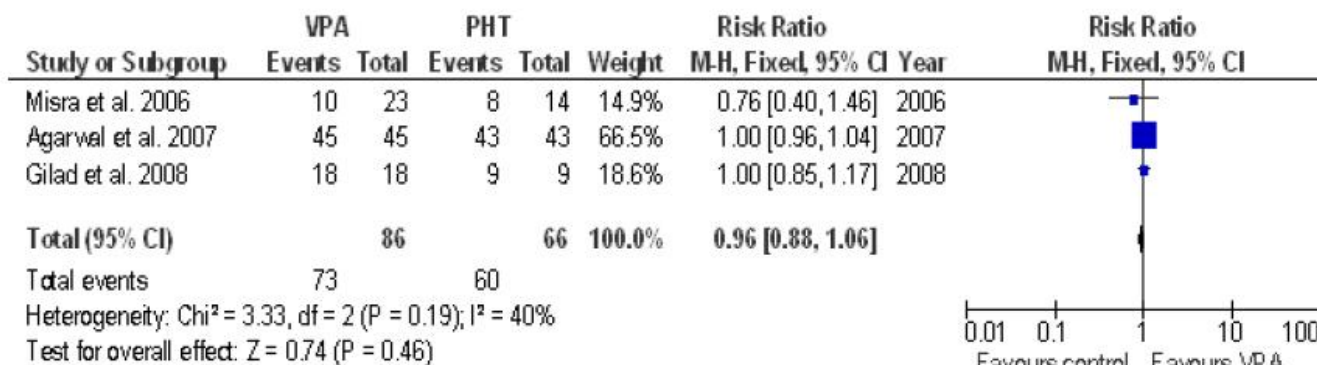 VPA PHT Risk Ratio Risk Ratio
Study or Subgroup Events Total Events Total Weight M-H, Fixed, 95% CI Year M-H, Fixed, 95% CI
Misra et al. 2006 10 23 8 14 14.9% 0.76 [0.40, 1.46] 2006
Agarwal et al. 2007 45 45 43 43 66.5% 1.00 [0.96, 1.04] 2007
Gilad et al. 2008 18 18 9 9 18.6% 1.00 [0.85, 1.17] 2008
Total (95% CI) 86 66 100.0% 0.96 [0.88, 1.06]
Total events 73 60
Heterogeneity: Chi² = 3.33, df = 2 (P = 0.19); I² = 40%
Test for overall effect: Z = 0.74 (P = 0.46)
0.01 0.1 1 10 100
Favours control Favours VPA